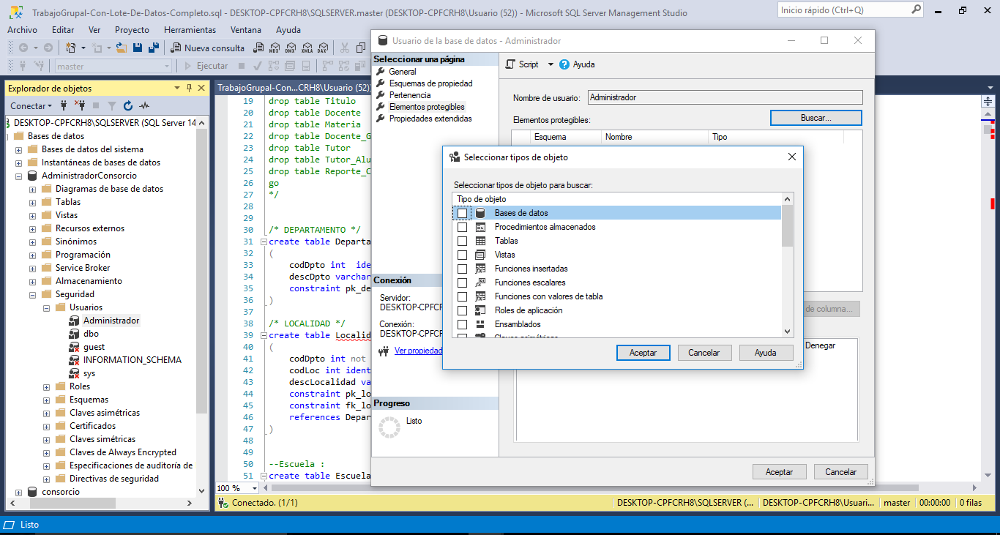 TrabajoGrupal-Con-Lote-De-Datos-Completo.sql - DESKTOP-CPFCRH8\SQLSERVER.master (DESKTOP-CPFCRH8\Usuario (52)) - Microsoft SQL Server Management Studio
Inicio rápido (Ctrl+Q)
Archivo Editar Ver Proyecto Herramientas Ventana Ayuda
Nueva consulta
MDX DMX XMLA DAX
master
Ejecutar
Explorador de objetos
Conectar
DESKTOP-CPFCRH8\SQLSERVER (SQL Server 14
Bases de datos
Bases de datos del sistema
Instantáneas de bases de datos
AdministradorConsorcio
Diagramas de base de datos
Tablas
Vistas
Recursos externos
Sinónimos
Programación
Service Broker
Almacenamiento
Seguridad
Usuarios
Administrador
dbo
guest
INFORMATION_SCHEMA
sys
Roles
Esquemas
Claves asimétricas
Certificados
Claves simétricas
Claves de Always Encrypted
Especificaciones de auditoría de
Directivas de seguridad
consorcio
TrabajoGrupal-Con...CRH8\Usuario (52))
19 drop table Titulo
20 drop table Docente
21 drop table Materia
22 drop table Docente_G
23 drop table Tutor
24 drop table Tutor_Alu
25 drop table Reporte_C
26 go
27 */
28
29
30 /* DEPARTAMENTO */
31 create table Departa
32 (
33 codDpto int ide
34 descDpto varchar
35 constraint pk_de
36 )
37
38 /* LOCALIDAD */
39 create table Localid
40 (
41 codDpto int not
42 codLoc int ident
43 descLocalidad va
44 constraint pk_lo
45 constraint fk_lo
46 references Depar
47 )
48
49
50 --Escuela :
51 create table Escuela
100 %
Conectado. (1/1)
DESKTOP-CPFCRH8\SQLSERVER (... DESKTOP-CPFCRH8\Usuari... master 00:00:00 0 filas
Listo
Usuario de la base de datos - Administrador
Seleccionar una página
General
Esquemas de propiedad
Pertenencia
Elementos protegibles
Propiedades extendidas
Script
Ayuda
Nombre de usuario: Administrador
Elementos protegibles:
Buscar...
Esquema Nombre Tipo
de columna...
Denegar
Conexión
Servidor:
DESKTOP-CPFCF
Conexión:
DESKTOP-CPFCF
Ver propiedad
Progreso
Listo
Aceptar
Cancelar
Seleccionar tipos de objeto
Seleccionar tipos de objeto para buscar:
Tipo de objeto
Bases de datos
Procedimientos almacenados
Tablas
Vistas
Funciones insertadas
Funciones escalares
Funciones con valores de tabla
Roles de aplicación
Ensamblados
Claves asimétricas
Aceptar
Cancelar
Ayuda